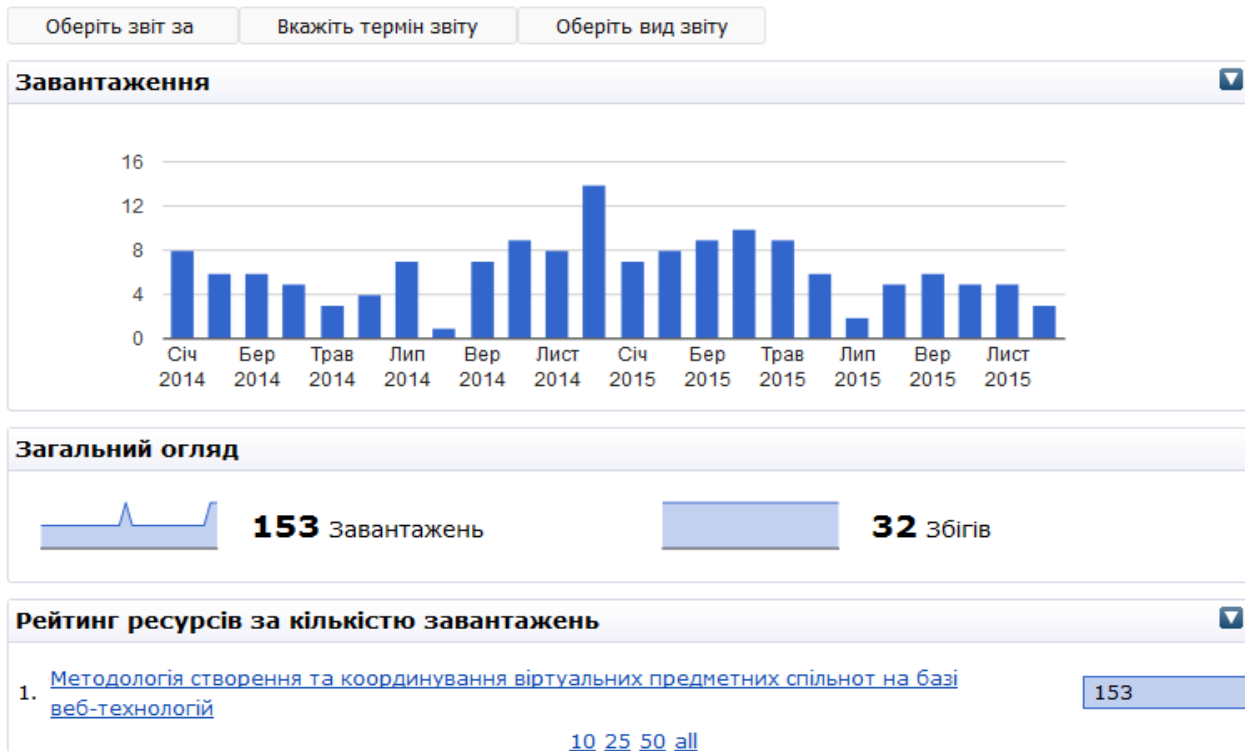 Оберіть звіт за Вкажіть термін звіту Оберіть вид звіту
Завантаження
16
12
8
4
0
Січ Бер Трав Лип Вер Лист Січ Бер Трав Лип Вер Лист
2014 2014 2014 2014 2014 2014 2015 2015 2015 2015 2015 2015
Загальний огляд
153 Завантажень 32 Збігів
Рейтинг ресурсів за кількістю завантажень
1. Методологія створення та координування віртуальних предметних спільнот на базі
веб-технологій
153
10 25 50 all